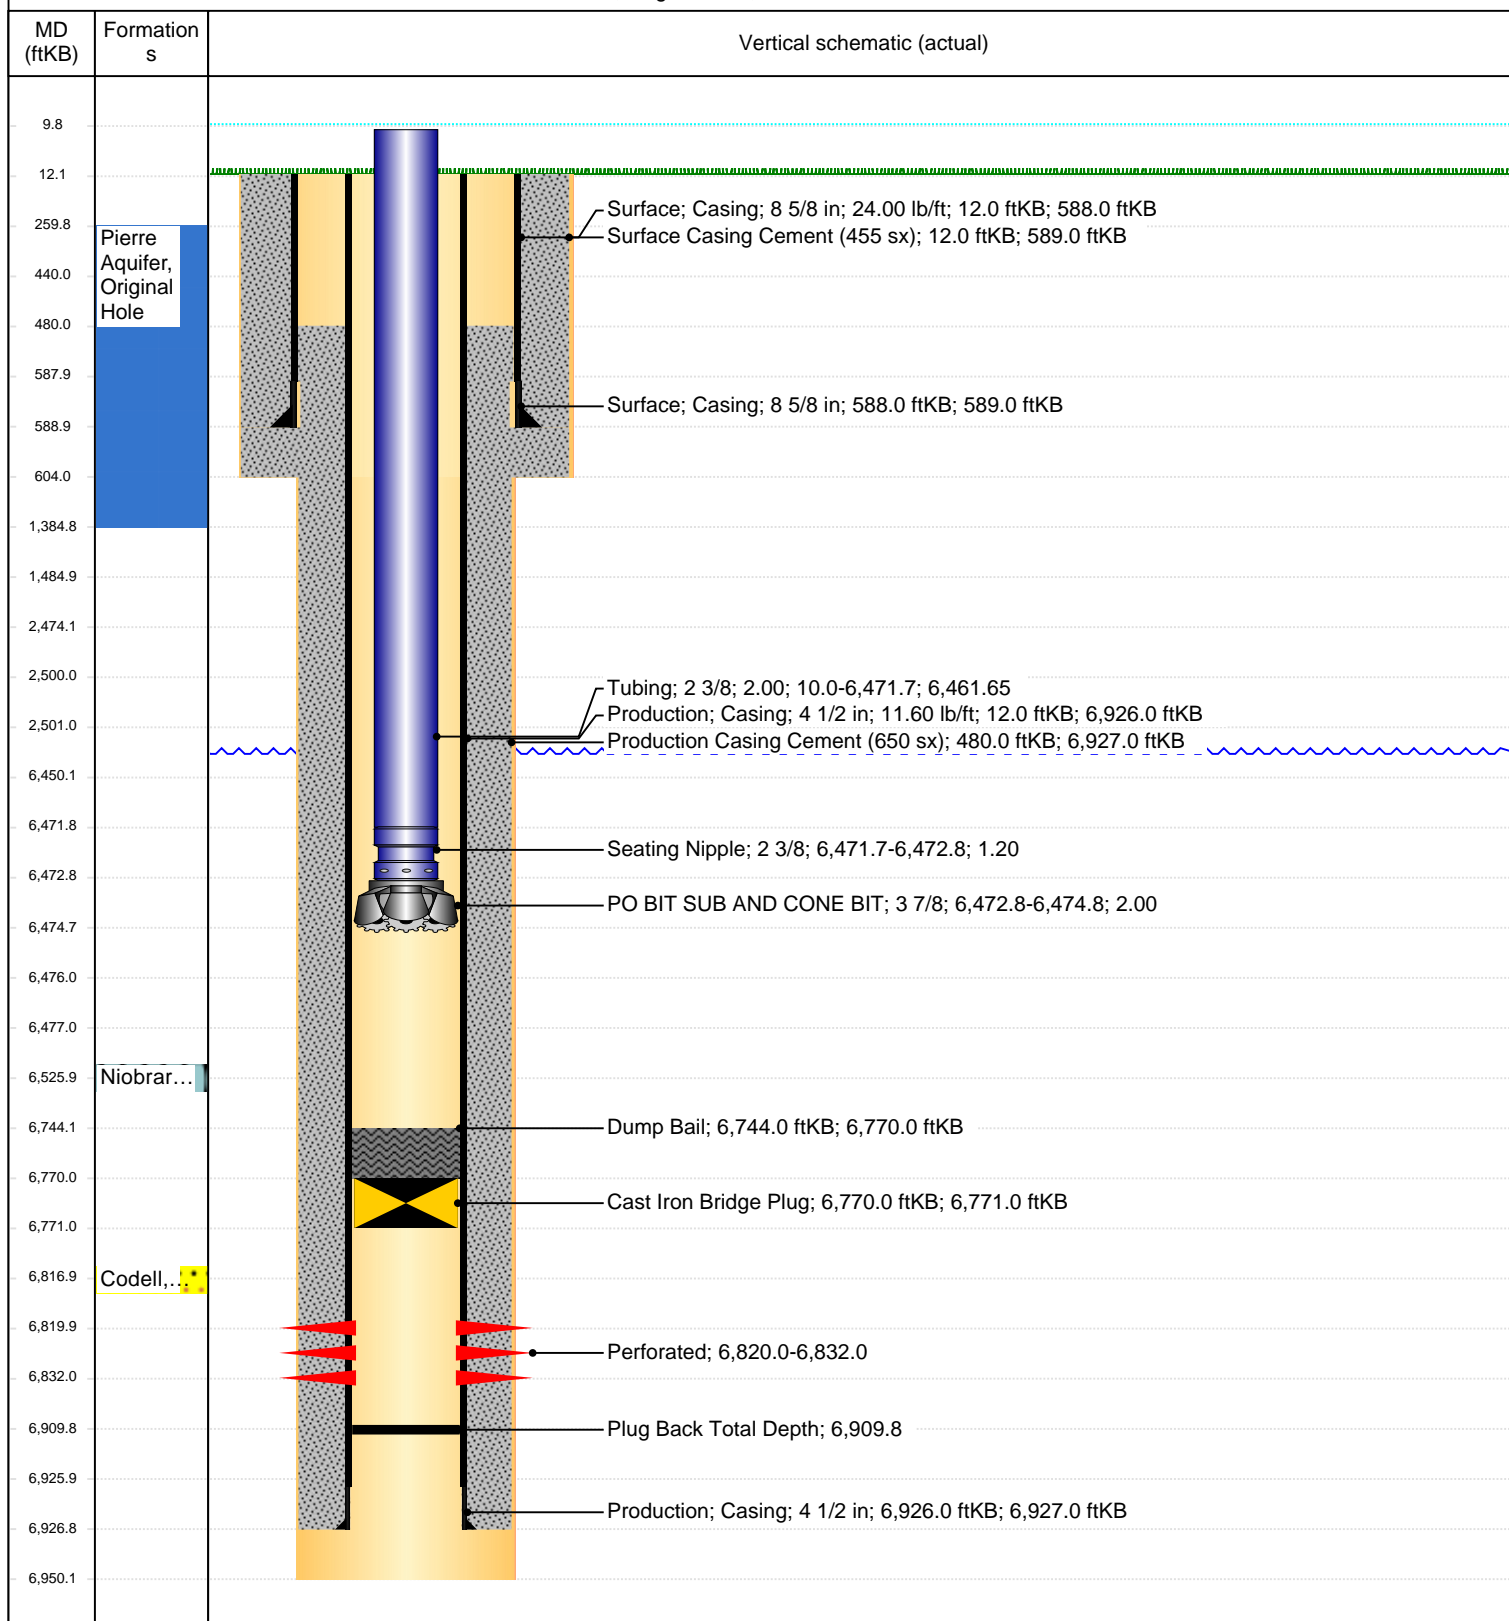 MD
(ftKB)
Formation
s
Vertical schematic (actual)
9.8
12.1
259.8
440.0
480.0
587.9
588.9
604.0
1,384.8
1,484.9
2,474.1
2,500.0
2,501.0
6,450.1
6,471.8
6,472.8
6,474.7
6,476.0
6,477.0
6,525.9
6,744.1
6,770.0
6,771.0
6,816.9
6,819.9
6,832.0
6,909.8
6,925.9
6,926.8
6,950.1
Pierre
Aquifer,
Original
Hole
Niobrar…
Codell,…
Surface; Casing; 8 5/8 in; 24.00 lb/ft; 12.0 ftKB; 588.0 ftKB
Surface Casing Cement (455 sx); 12.0 ftKB; 589.0 ftKB
Surface; Casing; 8 5/8 in; 588.0 ftKB; 589.0 ftKB
Tubing; 2 3/8; 2.00; 10.0-6,471.7; 6,461.65
Production; Casing; 4 1/2 in; 11.60 lb/ft; 12.0 ftKB; 6,926.0 ftKB
Production Casing Cement (650 sx); 480.0 ftKB; 6,927.0 ftKB
Seating Nipple; 2 3/8; 6,471.7-6,472.8; 1.20
PO BIT SUB AND CONE BIT; 3 7/8; 6,472.8-6,474.8; 2.00
Dump Bail; 6,744.0 ftKB; 6,770.0 ftKB
Cast Iron Bridge Plug; 6,770.0 ftKB; 6,771.0 ftKB
Perforated; 6,820.0-6,832.0
Plug Back Total Depth; 6,909.8
Production; Casing; 4 1/2 in; 6,926.0 ftKB; 6,927.0 ftKB